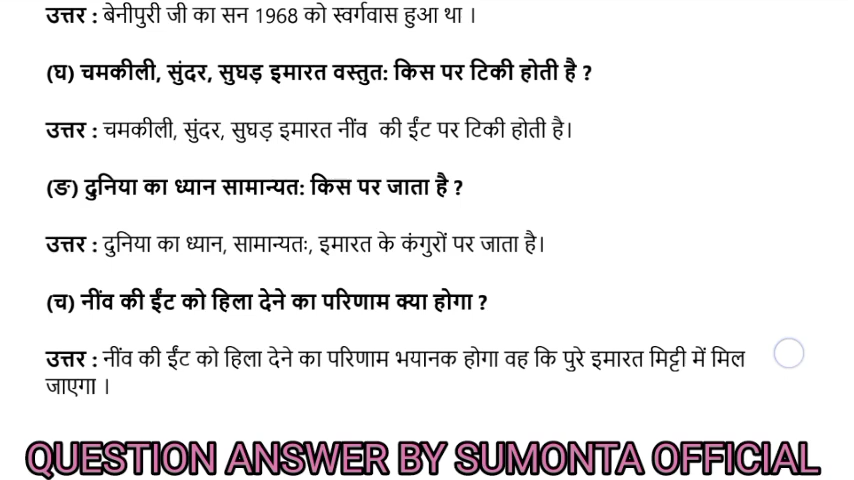 उत्तर : बेनीपुरी जी का सन 1968 को स्वर्गवास हुआ था ।
(घ) चमकीली, सुंदर, सुघड़ इमारत वस्तुत: किस पर टिकी होती है ?
उत्तर : चमकीली, सुंदर, सुघड़ इमारत नींव की ईंट पर टिकी होती है।
(ङ) दुनिया का ध्यान सामान्यत: किस पर जाता है ?
उत्तर : दुनिया का ध्यान, सामान्यतः, इमारत के कंगुरों पर जाता है।
(च) नींव की ईंट को हिला देने का परिणाम क्या होगा ?
उत्तर : नींव की ईंट को हिला देने का परिणाम भयानक होगा वह कि पुरे इमारत मिट्टी में मिल
जाएगा ।
QUESTION ANSWER BY SUMONTA OFFICIAL